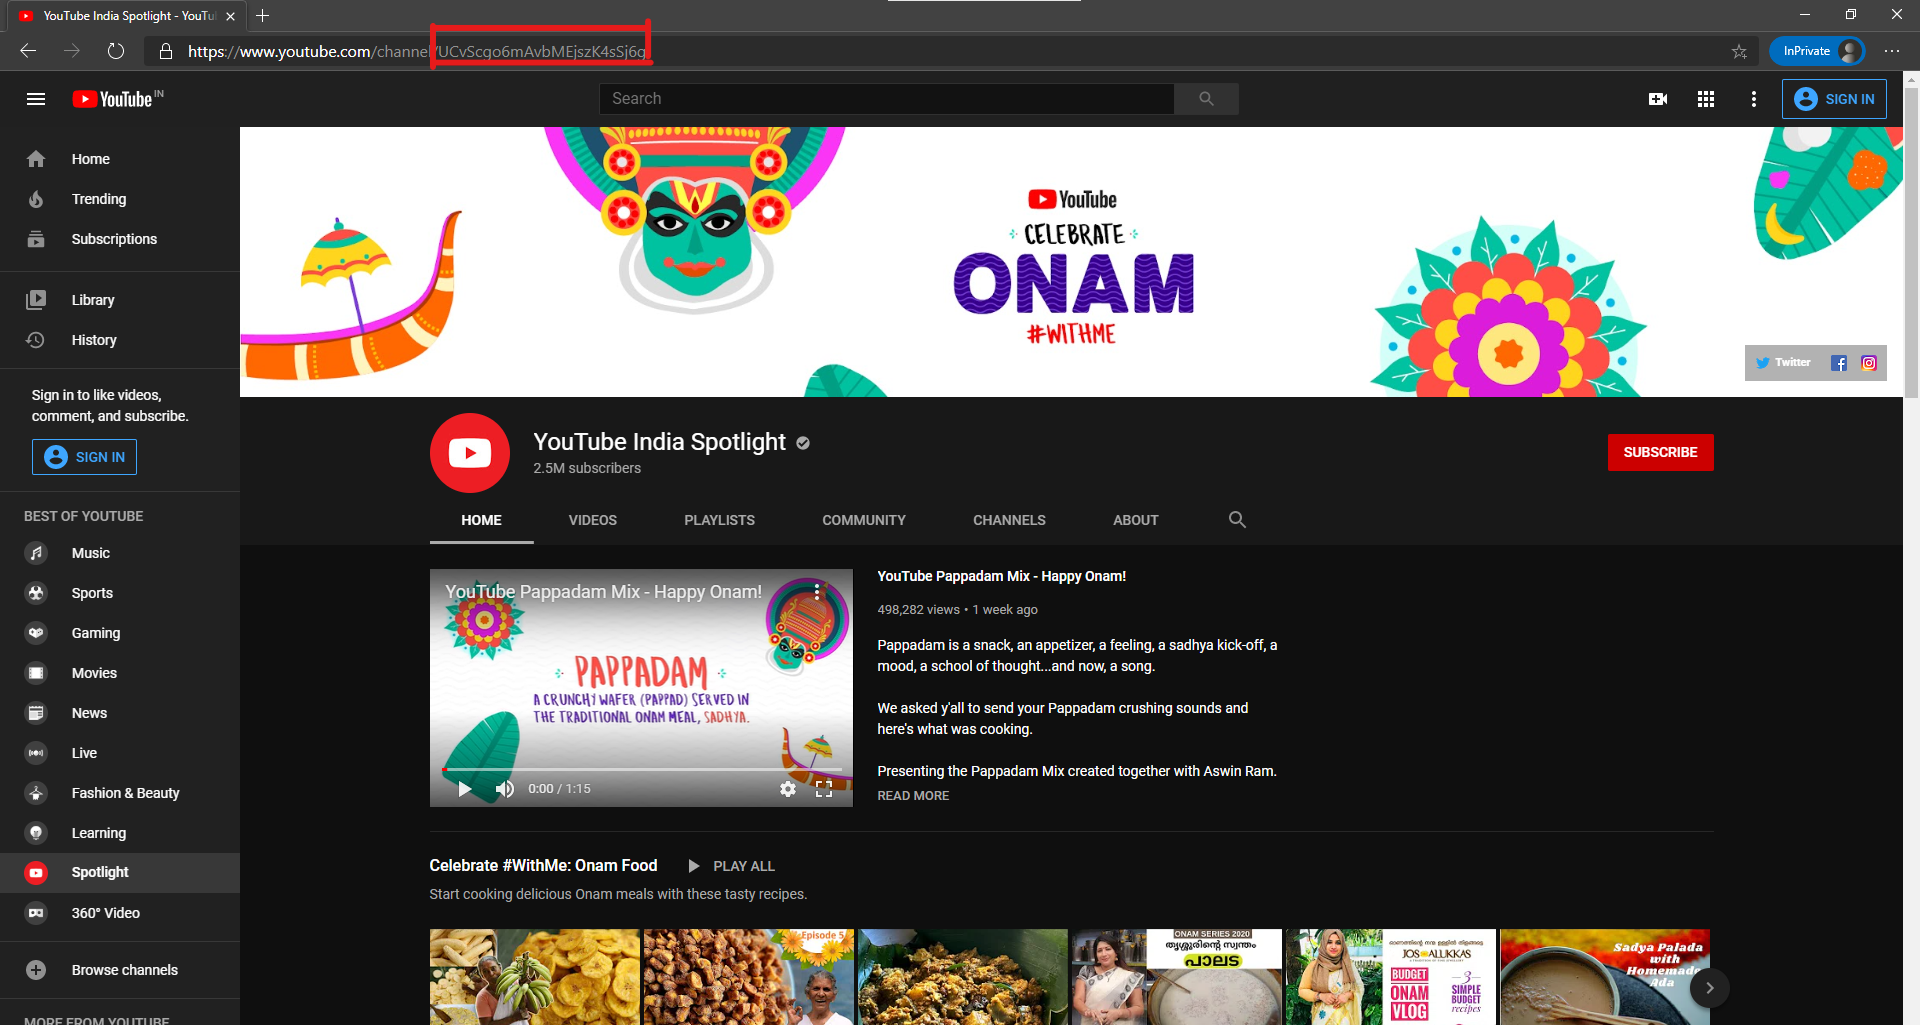 YouTube India Spotlight - YouTu
https://www.youtube.com/channel/UCvScgo6mAvbMEjszK4sSj6g
InPrivate
YouTube IN
Search
SIGN IN
Home
Trending
Subscriptions
Library
History
Sign in to like videos,
comment, and subscribe.
SIGN IN
BEST OF YOUTUBE
Music
Sports
Gaming
Movies
News
Live
Fashion & Beauty
Learning
Spotlight
360° Video
Browse channels
MORE FROM YOUTUBE
YouTube
CELEBRATE
ONAM
#WITHME
Twitter
YouTube India Spotlight
2.5M subscribers
SUBSCRIBE
HOME
VIDEOS
PLAYLISTS
COMMUNITY
CHANNELS
ABOUT
YouTube Pappadam Mix - Happy Onam!
PAPPADAM
A CRUNCHY WAFER (PAPPAD) SERVED IN
THE TRADITIONAL ONAM MEAL, SADHYA.
0:00 / 1:15
YouTube Pappadam Mix - Happy Onam!
498,282 views • 1 week ago
Pappadam is a snack, an appetizer, a feeling, a sadhya kick-off, a
mood, a school of thought...and now, a song.
We asked y'all to send your Pappadam crushing sounds and
here's what was cooking.
Presenting the Pappadam Mix created together with Aswin Ram.
READ MORE
Celebrate #WithMe: Onam Food
PLAY ALL
Start cooking delicious Onam meals with these tasty recipes.
Episode 5
ONAM SERIES 2020
തൃശ്ശൂരിന്റെ സ്വന്തം
പാലട
JOSALUKKAS
BUDGET
ONAM
VLOG
3
SIMPLE
BUDGET
recipes
Sadya Palada
with
Homemade
Ada